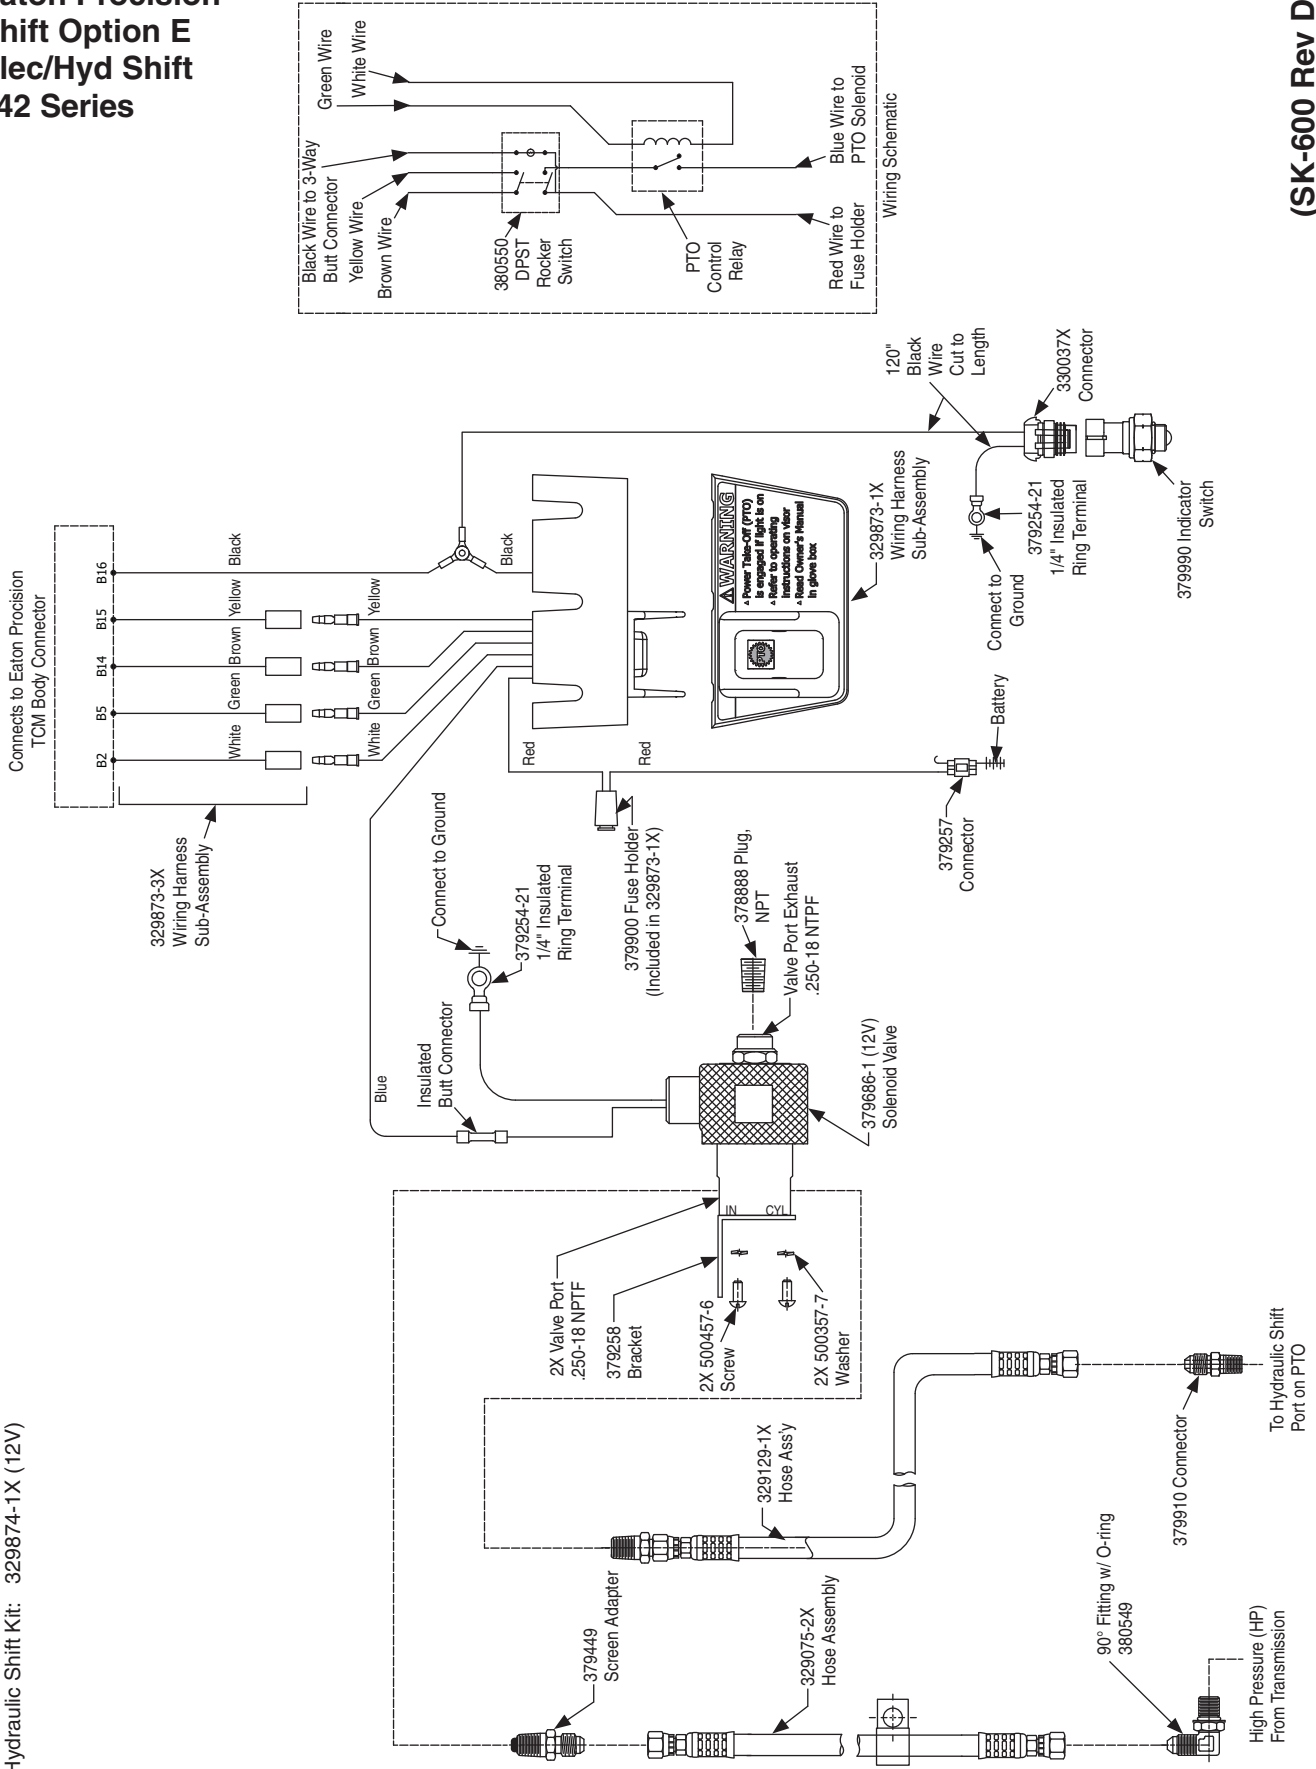 Precision
Shift Option E
Elec/Hyd Shift
42 Series
(SK-600 Rev D
Hydraulic Shift Kit: 329874-1X (12V)
Green Wire
White Wire
Black Wire to 3-Way
Butt Connector
Yellow Wire
Brown Wire
380550
DPST
Rocker
Switch
PTO
Control
Relay
Blue Wire to
PTO Solenoid
Red Wire to
Fuse Holder
Wiring Schematic
Connects to Eaton Precision
TCM Body Connector
B2
B5
B14
B15
B16
White
Green
Brown
Yellow
Black
White
Green
Brown
Yellow
Black
329873-3X
Wiring Harness
Sub-Assembly
120"
Black
Wire
Cut to
Length
330037X
Connector
379254-21
1/4" Insulated
Ring Terminal
Connect to
Ground
379990 Indicator
Switch
WARNING
Power Take-Off (PTO)
is engaged if light is on
Refer to operating
instructions on visor
Read Owner's Manual
in glove box
PTO
329873-1X
Wiring Harness
Sub-Assembly
Red
Red
379900 Fuse Holder
(Included in 329873-1X)
379257
Connector
Battery
Blue
Insulated
Butt Connector
Connect to Ground
379254-21
1/4" Insulated
Ring Terminal
378888 Plug,
NPT
Valve Port Exhaust
.250-18 NTPF
379686-1 (12V)
Solenoid Valve
IN
CYL
2X Valve Port
.250-18 NPTF
379258
Bracket
2X 500457-6
Screw
2X 500357-7
Washer
379449
Screen Adapter
329129-1X
Hose Ass'y
329075-2X
Hose Assembly
379910 Connector
To Hydraulic Shift
Port on PTO
90° Fitting w/ O-ring
380549
High Pressure (HP)
From Transmission